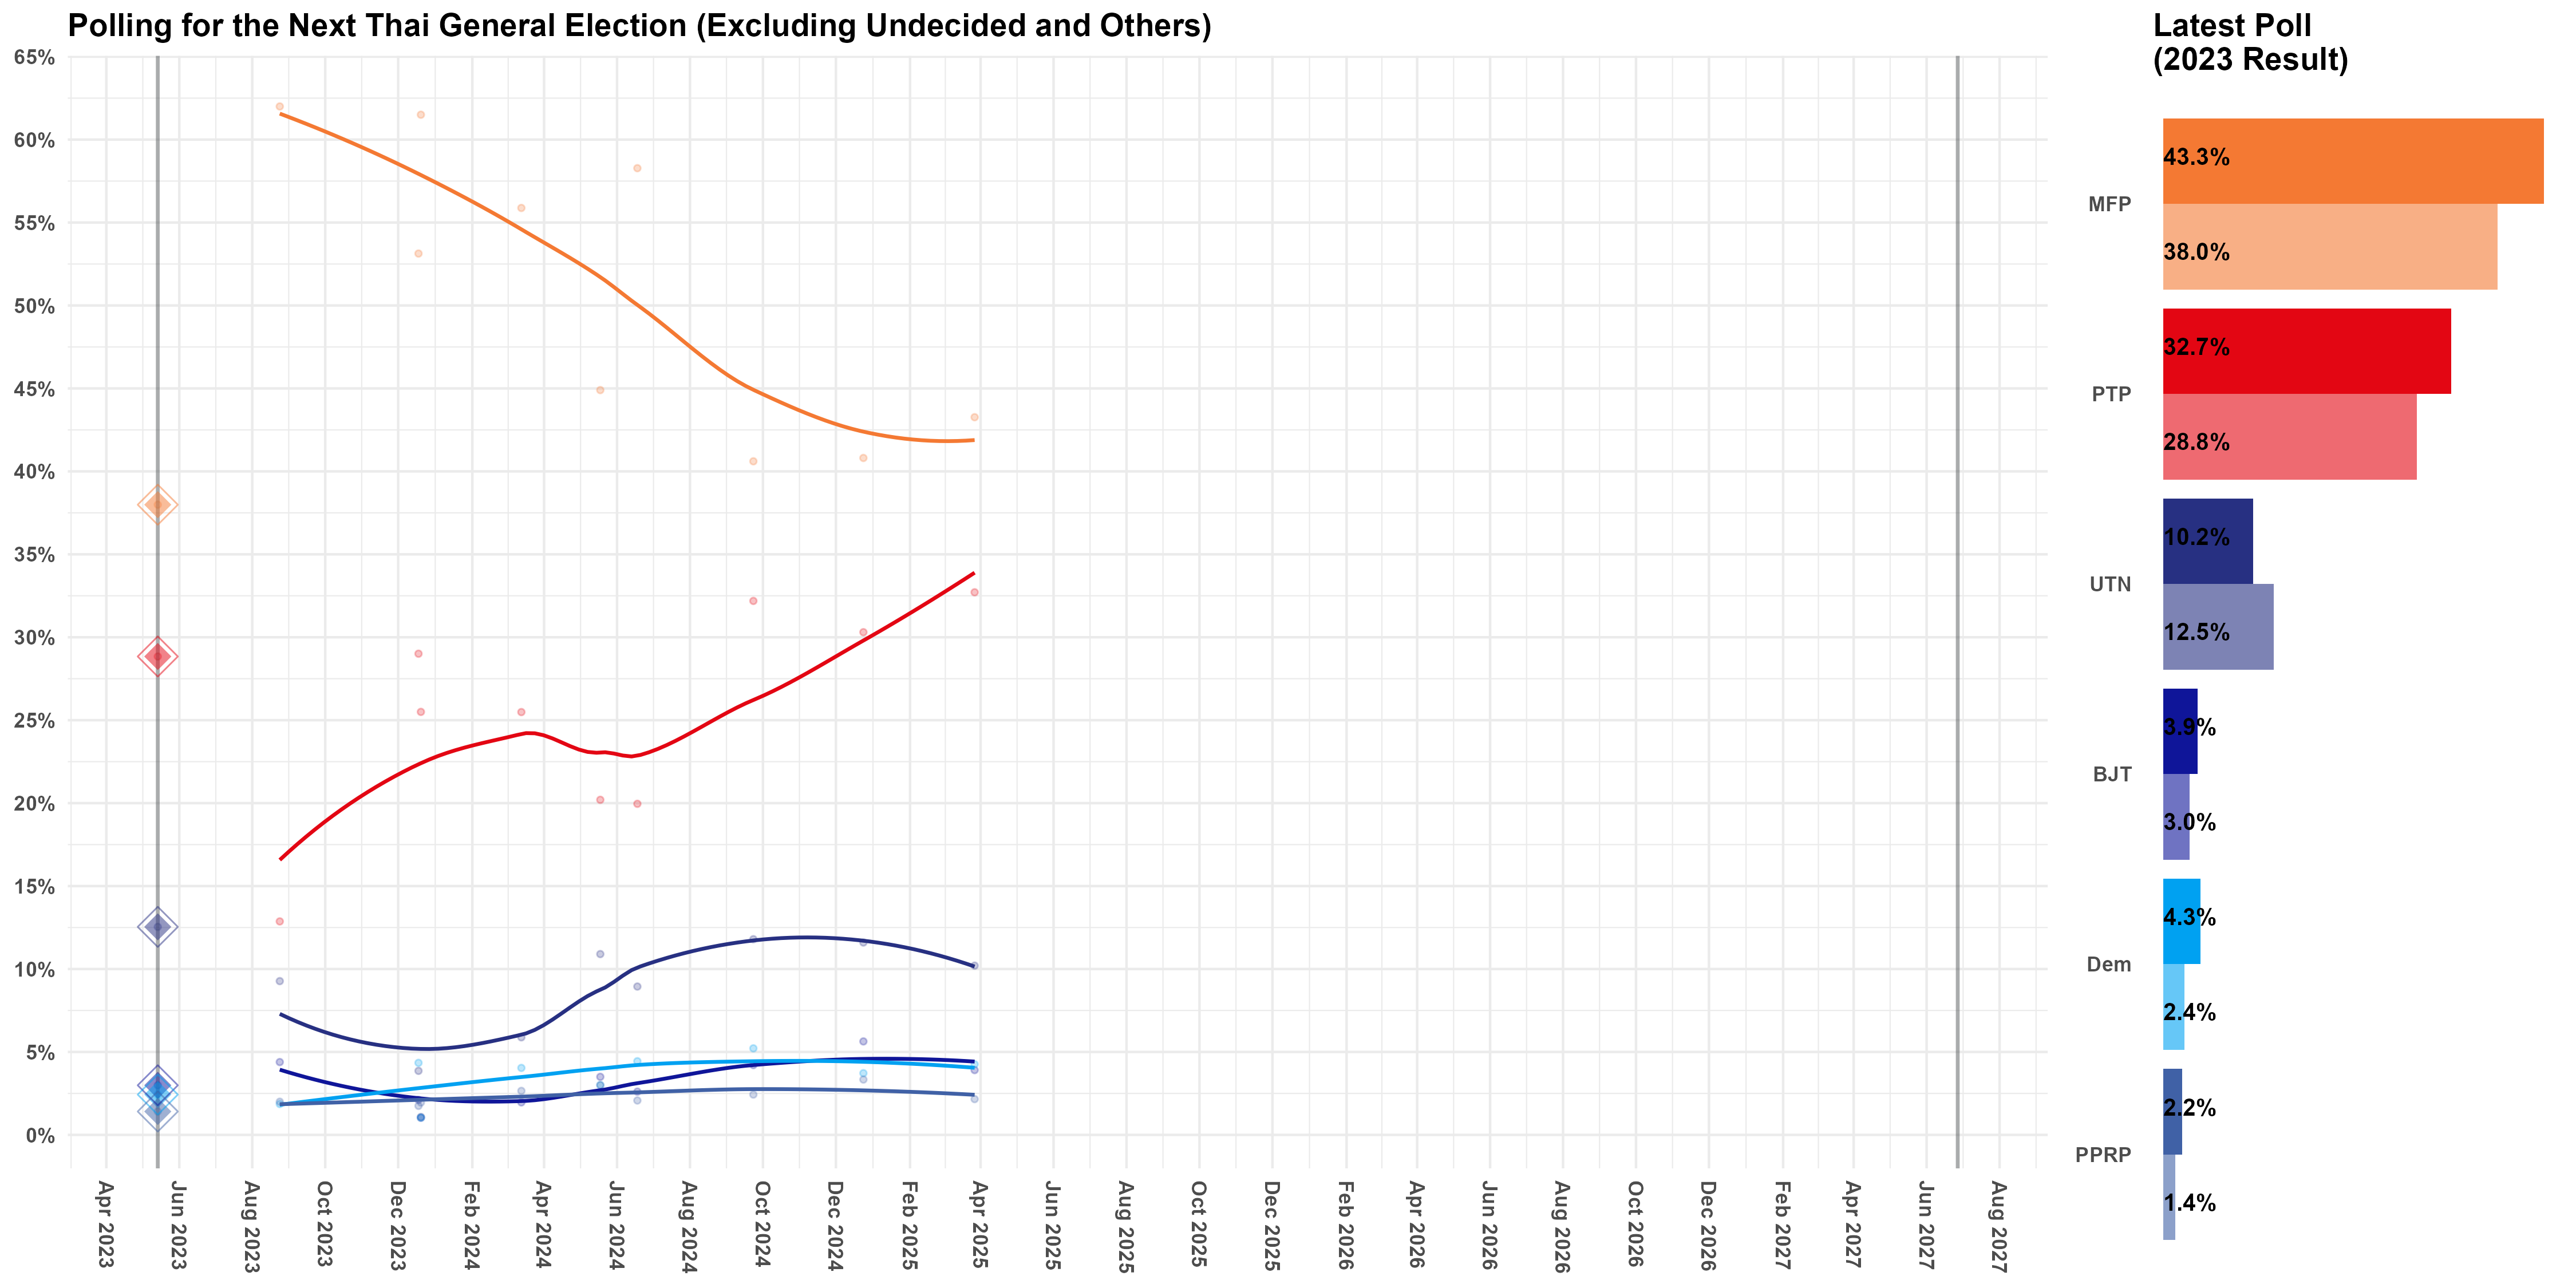 Polling for the Next Thai General Election (Excluding Undecided and Others)
Latest Poll
(2023 Result)
65%
60%
55%
50%
45%
40%
35%
30%
25%
20%
15%
10%
5%
0%
Apr 2023
Jun 2023
Aug 2023
Oct 2023
Dec 2023
Feb 2024
Apr 2024
Jun 2024
Aug 2024
Oct 2024
Dec 2024
Feb 2025
Apr 2025
Jun 2025
Aug 2025
Oct 2025
Dec 2025
Feb 2026
Apr 2026
Jun 2026
Aug 2026
Oct 2026
Dec 2026
Feb 2027
Apr 2027
Jun 2027
Aug 2027
MFP
43.3%
38.0%
PTP
32.7%
28.8%
UTN
10.2%
12.5%
BJT
3.9%
3.0%
Dem
4.3%
2.4%
PPRP
2.2%
1.4%